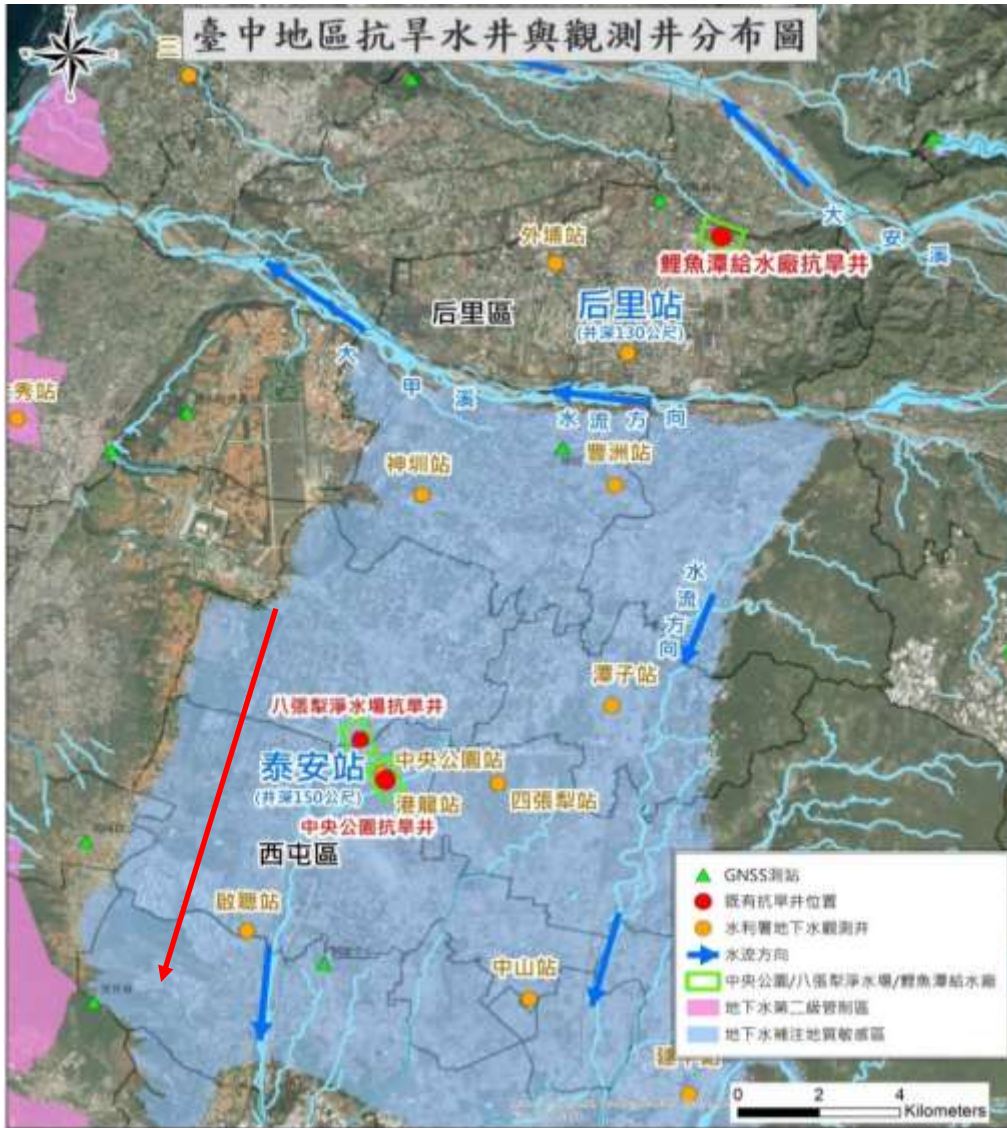 臺中地區抗旱水井與觀測井分布圖
三
大安溪
外埔站
鯉魚潭給水廠抗旱井
后里區
后里站
(井深130公尺)
大甲溪
水流方向
秀站
神圳站
豐洲站
水流方向
潭子站
八張犁淨水場抗旱井
泰安站
(井深150公尺)
中央公園站
港龍站
四張犁站
中央公園抗旱井
西屯區
啟聰站
中山站
GNSS測站
既有抗旱井位置
水利署地下水觀測井
水流方向
中央公園/八張犁淨水場/鯉魚潭給水廠
地下水第二級管制區
地下水補注地質敏感區
0 2 4
Kilometers